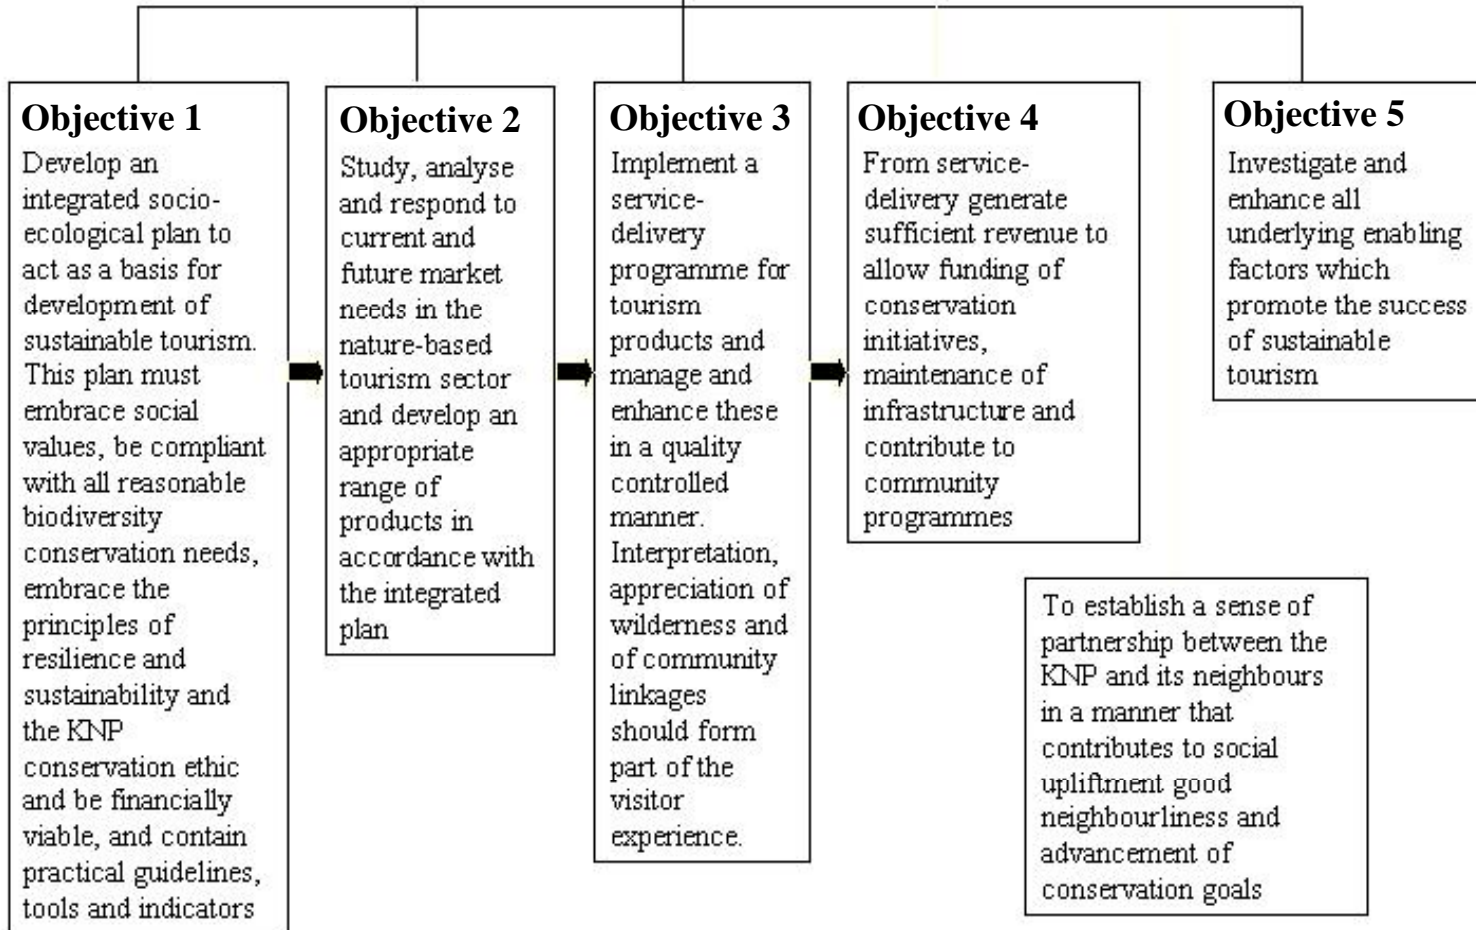 Objective 1
Develop an
integrated socio-
ecological plan to
act as a basis for
development of
sustainable tourism.
This plan must
embrace social
values, be compliant
with all reasonable
biodiversity
conservation needs,
embrace the
principles of
resilience and
sustainability and
the KNP
conservation ethic
and be financially
viable, and contain
practical guidelines,
tools and indicators
Objective 2
Study, analyse
and respond to
current and
future market
needs in the
nature-based
tourism sector
and develop an
appropriate
range of
products in
accordance with
the integrated
plan
Objective 3
Implement a
service-
delivery
programme for
tourism
products and
manage and
enhance these
in a quality
controlled
manner.
Interpretation,
appreciation of
wilderness and
of community
linkages
should form
part of the
visitor
experience.
Objective 4
From service-
delivery generate
sufficient revenue to
allow funding of
conservation
initiatives,
maintenance of
infrastructure and
contribute to
community
programmes
Objective 5
Investigate and
enhance all
underlying enabling
factors which
promote the success
of sustainable
tourism
To establish a sense of
partnership between the
KNP and its neighbours
in a manner that
contributes to social
upliftment good
neighbourliness and
advancement of
conservation goals